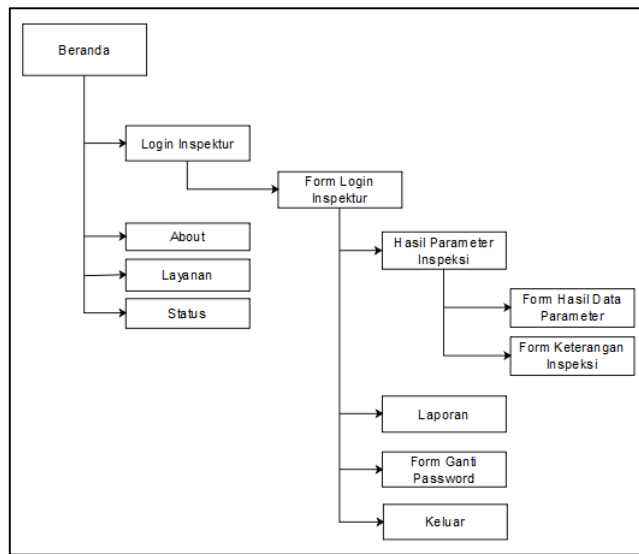 Beranda
Login Inspektur
Form Login
Inspektur
About
Hasil Parameter
Inspeksi
Layanan
Status
Form Hasil Data
Parameter
Form Keterangan
Inspeksi
Laporan
Form Ganti
Password
Keluar